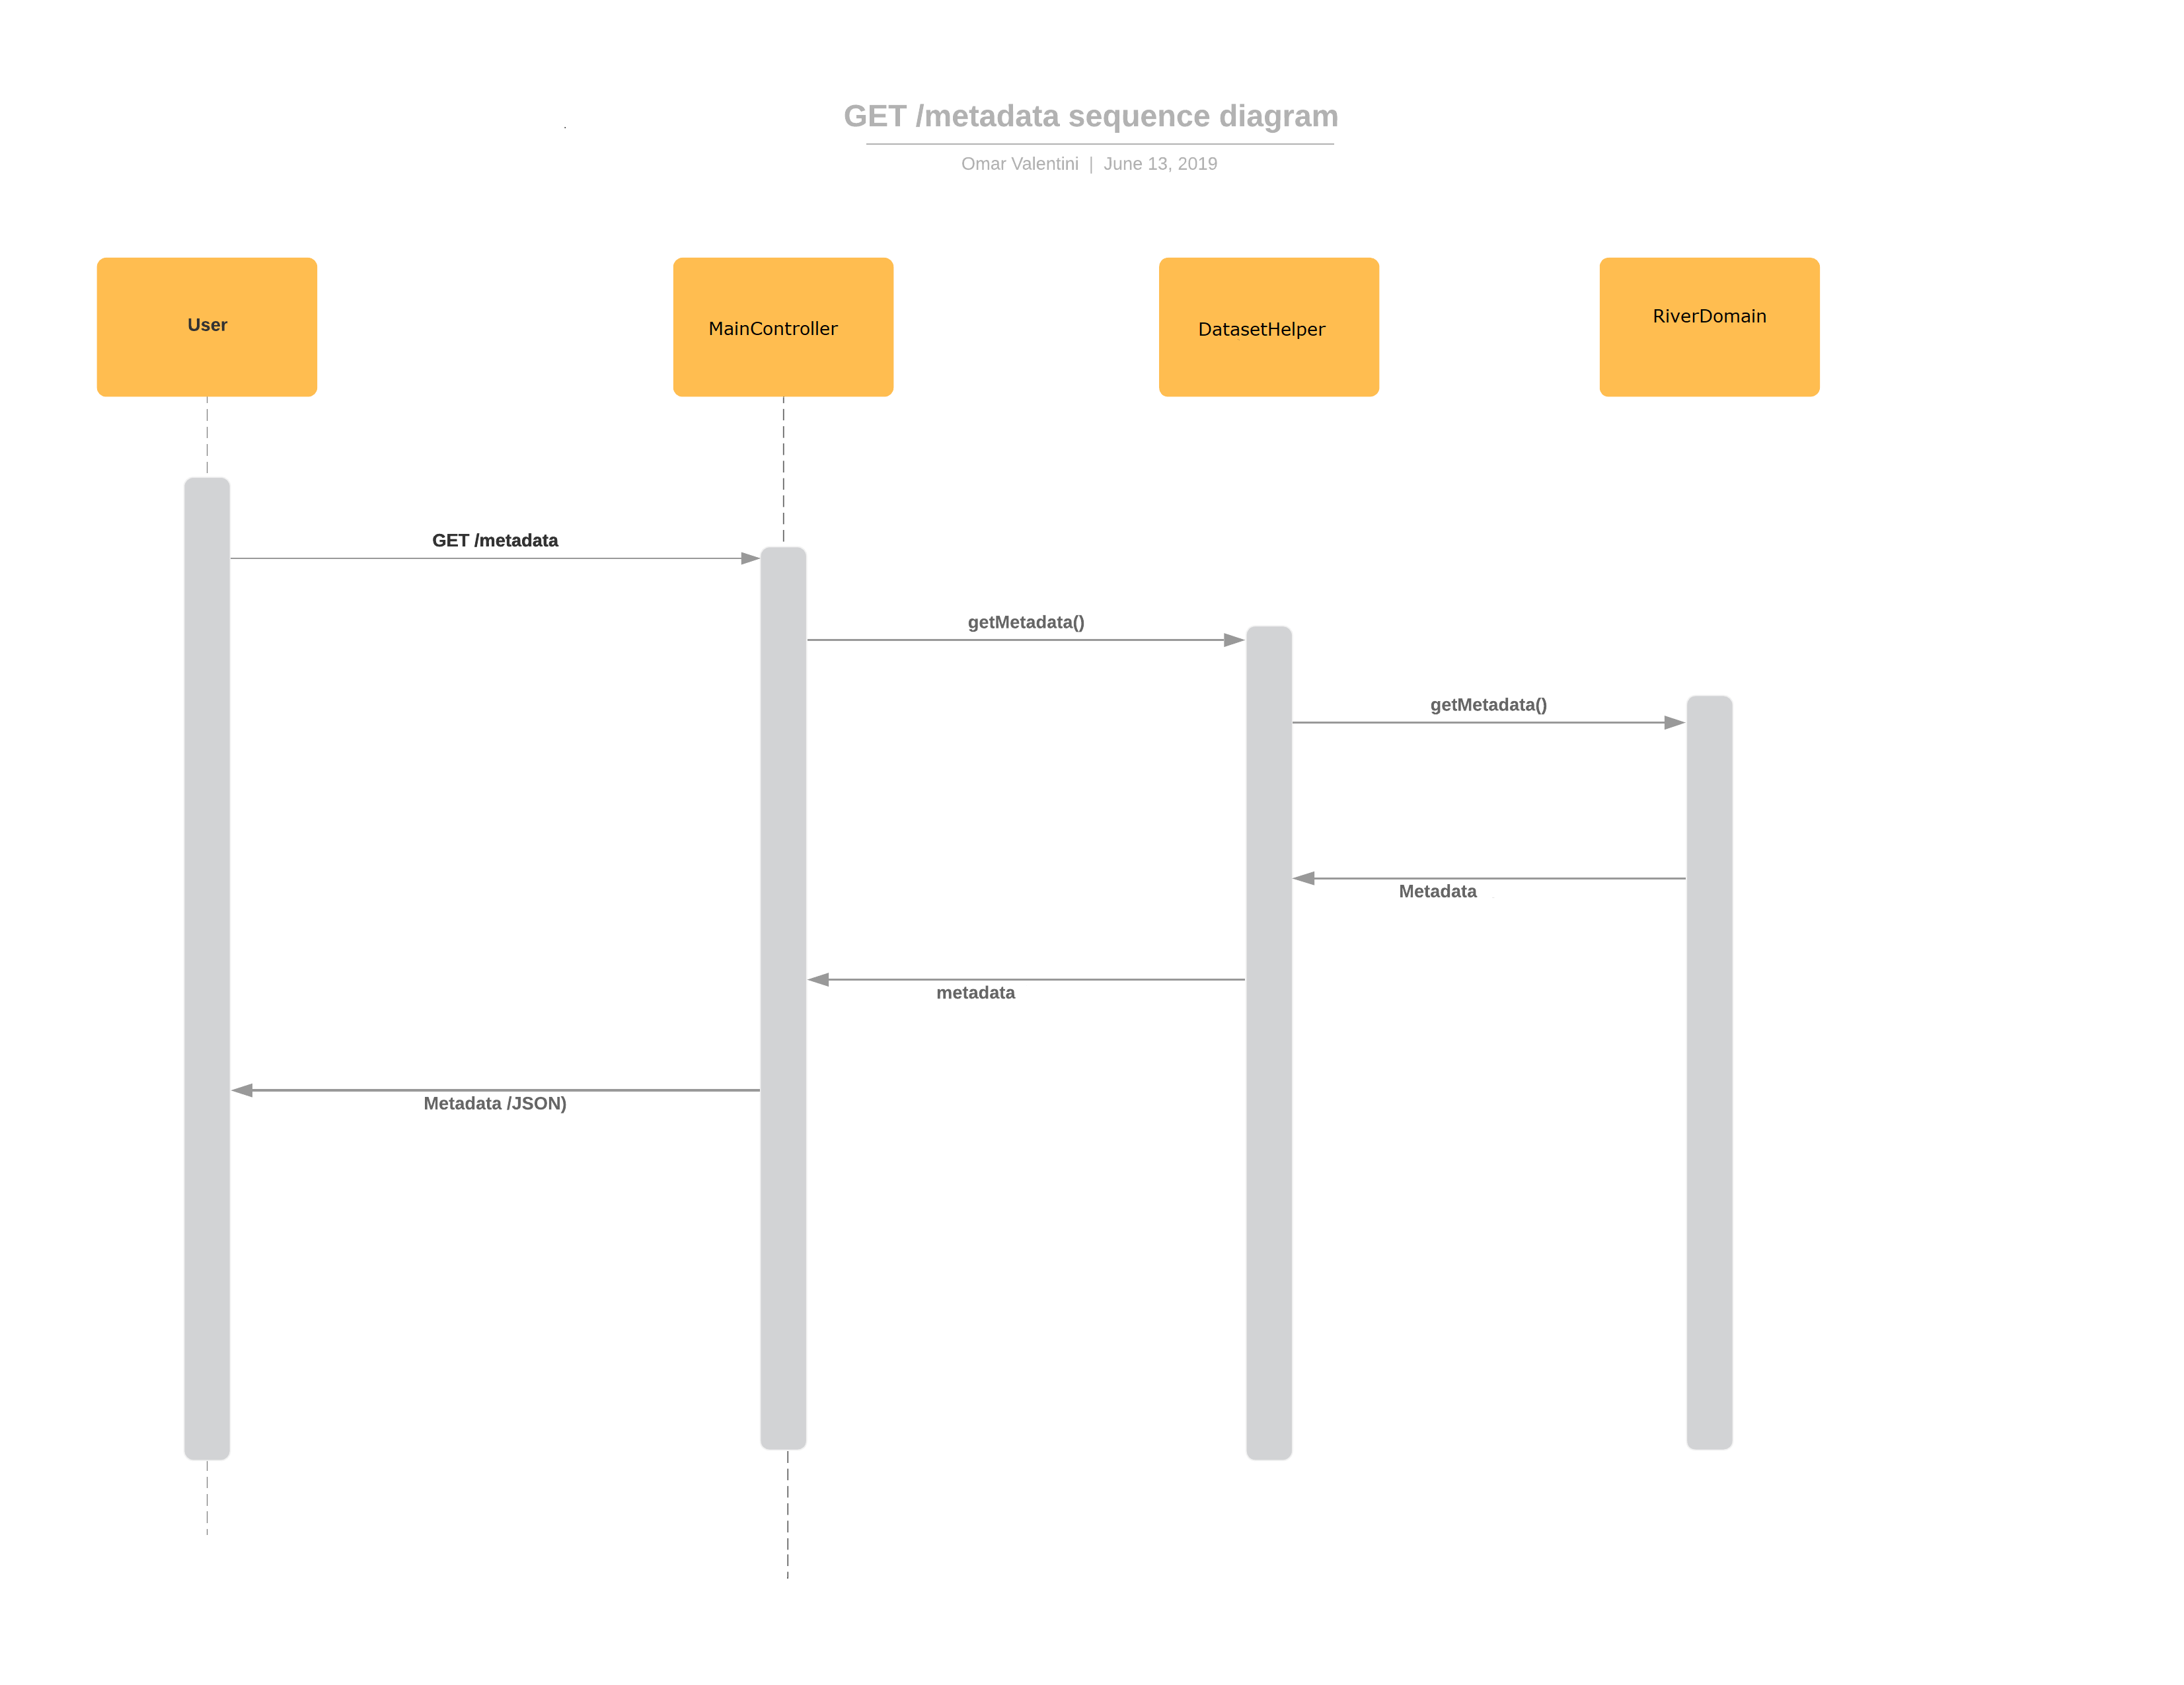 GET /metadata sequence diagram
Omar Valentini | June 13, 2019
User
MainController
DatasetHelper
RiverDomain
GET /metadata
getMetadata()
getMetadata()
Metadata
metadata
Metadata /JSON)